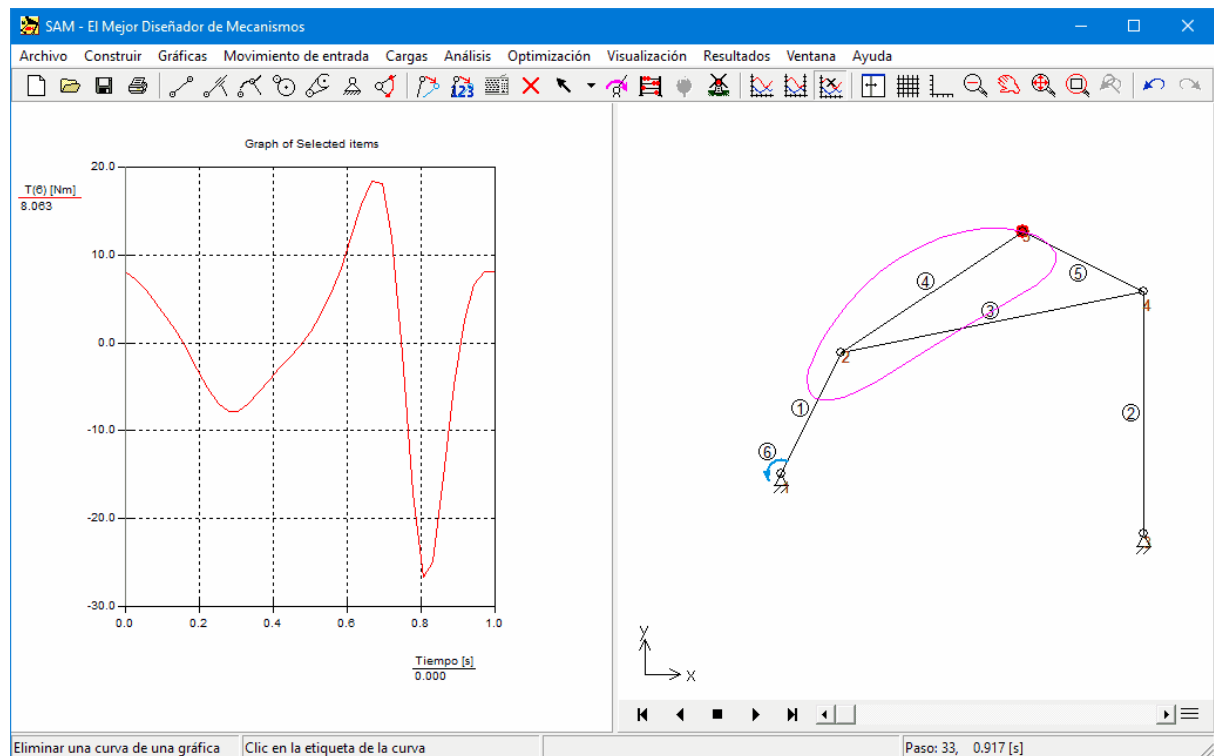 SAM - El Mejor Diseñador de Mecanismos
Archivo Construir Gráficas Movimiento de entrada Cargas Análisis Optimización Visualización Resultados Ventana Ayuda
123
Graph of Selected items
T(6) [Nm]
8.063
20.0
10.0
0.0
-10.0
-20.0
-30.0
0.0 0.2 0.4 0.6 0.8 1.0
Tiempo [s]
0.000
5
4
5
3
4
2
1
2
6
1
3
y
x
Eliminar una curva de una gráfica Clic en la etiqueta de la curva Paso: 33, 0.917 [s]